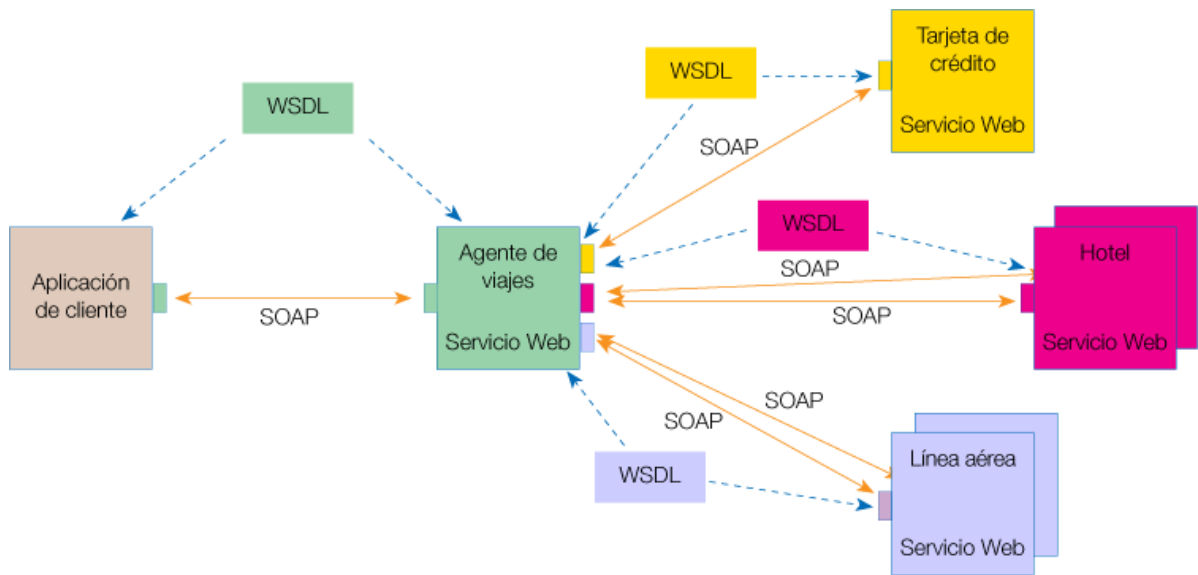 Tarjeta de
crédito
Servicio Web
WSDL
WSDL
SOAP
Aplicación
de cliente
SOAP
Agente de
viajes
Servicio Web
WSDL
SOAP
SOAP
Hotel
Servicio Web
SOAP
SOAP
WSDL
Línea aérea
Servicio Web